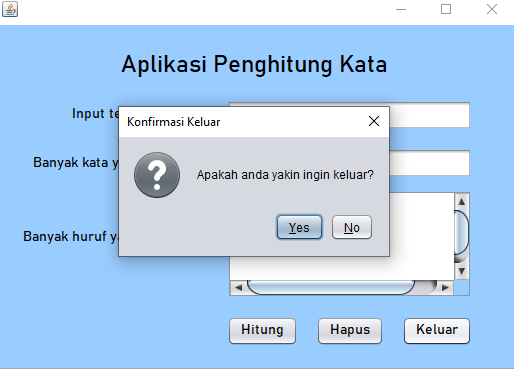 Aplikasi Penghitung Kata
Input
Konfirmasi Keluar
Apakah anda yakin ingin keluar?
Yes
No
Banyak kata
Banyak huruf
Hitung
Hapus
Keluar